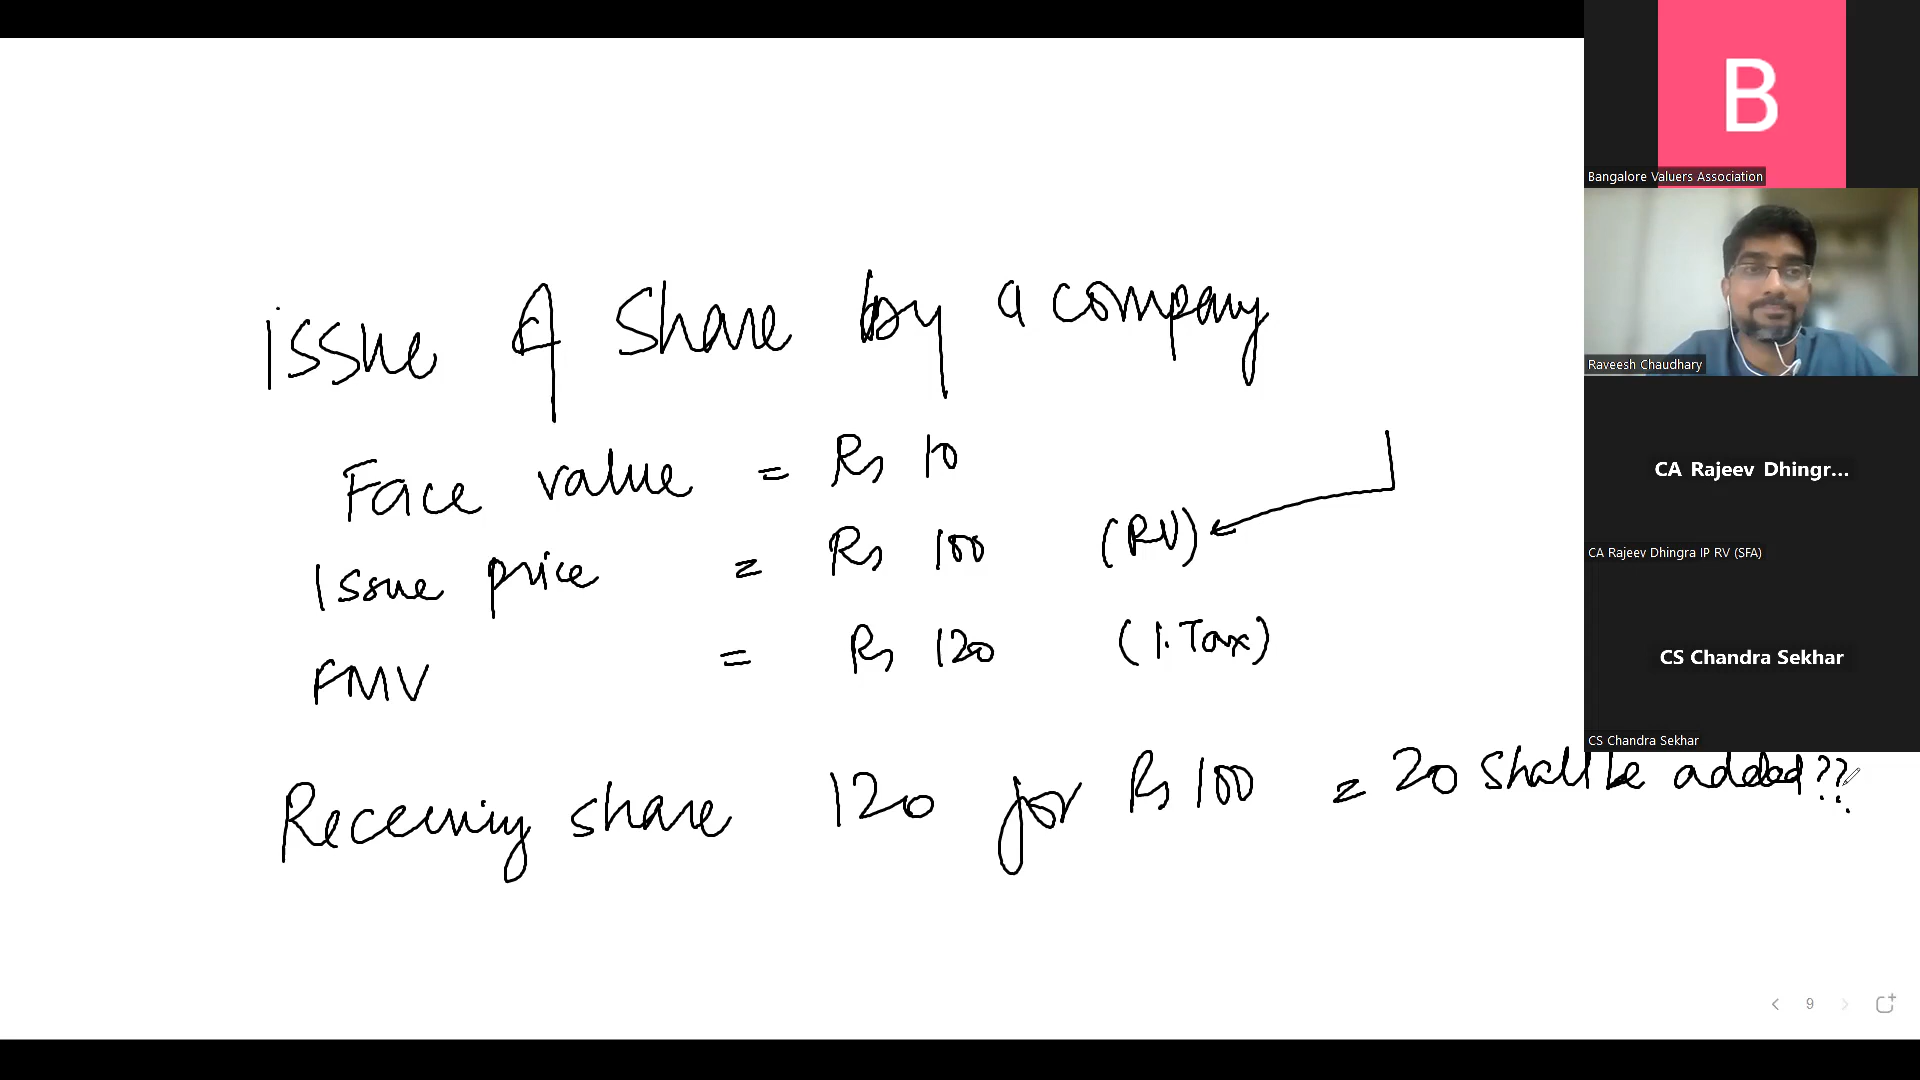 issue of share by a company
Face value = Rs 10
Issue price = Rs 100 (RV)
FMV = Rs 120 (I.Tax)
Receiving share 120 for Rs 100 = 20 shall be added??
B
Bangalore Valuers Association
Raveesh Chaudhary
CA Rajeev Dhingr...
CA Rajeev Dhingra IP RV (SFA)
CS Chandra Sekhar
CS Chandra Sekhar
9